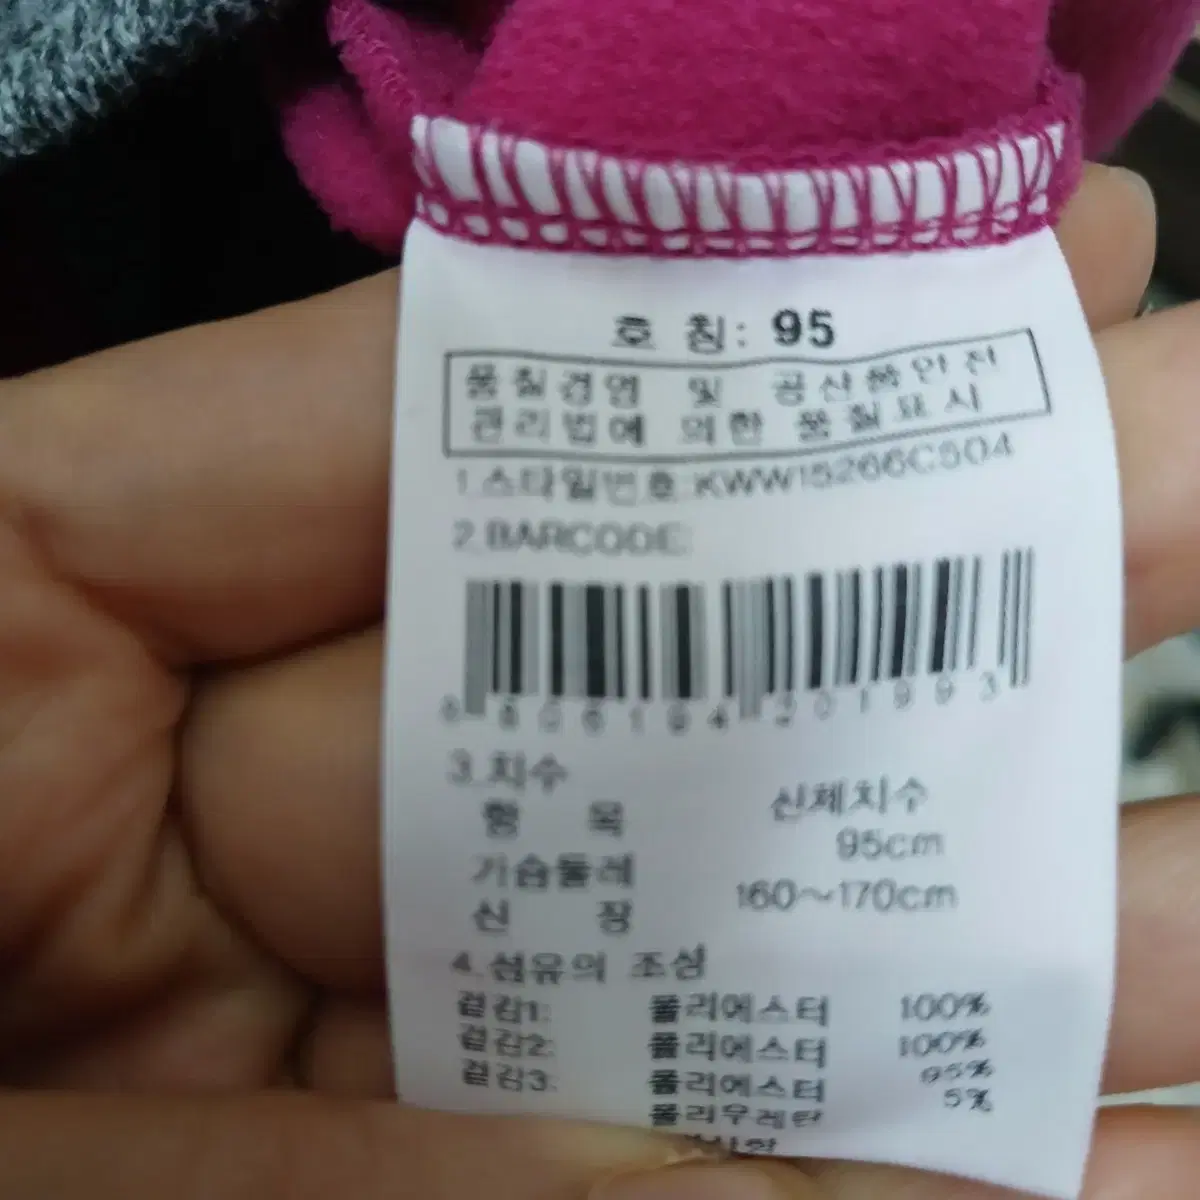 호 칭: 95
품질경영 및 공산품안전
관리법에 의한 품질표시
1.스타일번호:KWW15266C504
2.BARCODE:
8 806194 201993
3.치수
항 목 신체치수
가슴둘레 95cm
신 장 160~170cm
4.섬유의 조성
겉감1: 폴리에스터 100%
겉감2: 폴리에스터 100%
겉감3: 폴리에스터 95%
폴리우레탄 5%